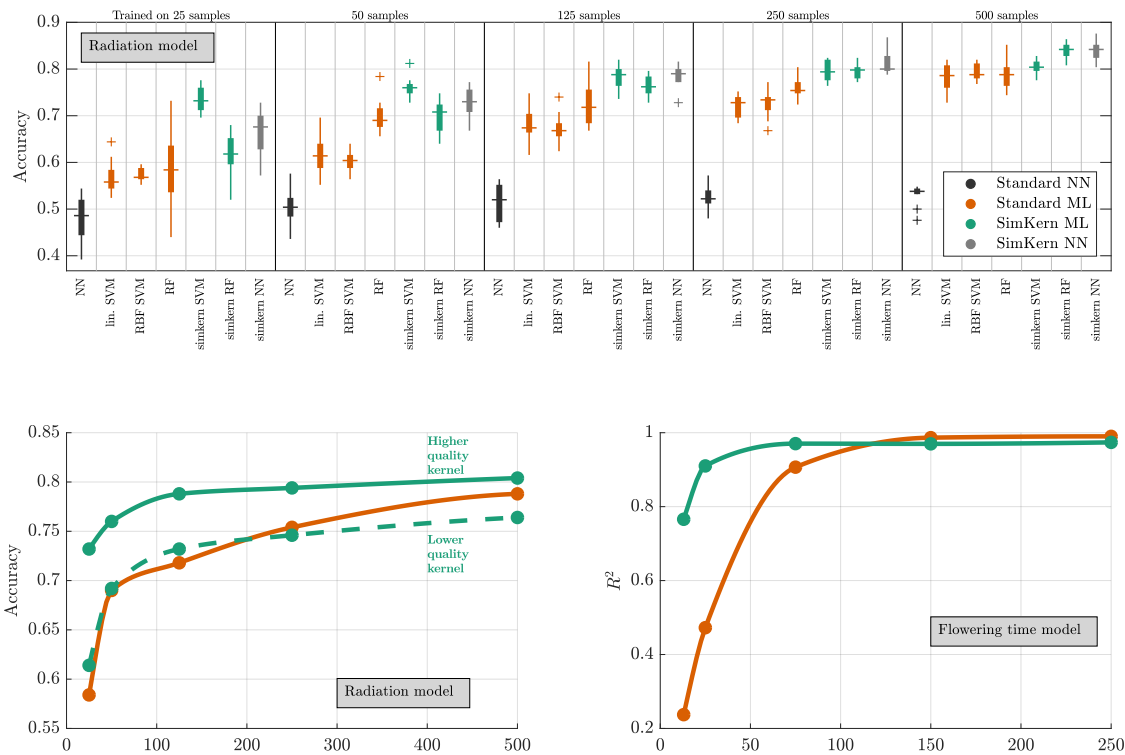 Trained on 25 samples 50 samples 125 samples 250 samples 500 samples
0.9
0.8
0.7
0.6
0.5
0.4
Accuracy
Radiation model
Standard NN
Standard ML
SimKern ML
SimKern NN
NN lin. SVM RBF SVM RF simkern SVM simkern RF simkern NN NN lin. SVM RBF SVM RF simkern SVM simkern RF simkern NN NN lin. SVM RBF SVM RF simkern SVM simkern RF simkern NN NN lin. SVM RBF SVM RF simkern SVM simkern RF simkern NN NN lin. SVM RBF SVM RF simkern SVM simkern RF simkern NN
0.85
0.8
0.75
0.7
0.65
0.6
0.55
Accuracy
Higher
quality
kernel
Lower
quality
kernel
Radiation model
0 100 200 300 400 500
1
0.8
0.6
0.4
0.2
R²
Flowering time model
0 50 100 150 200 250